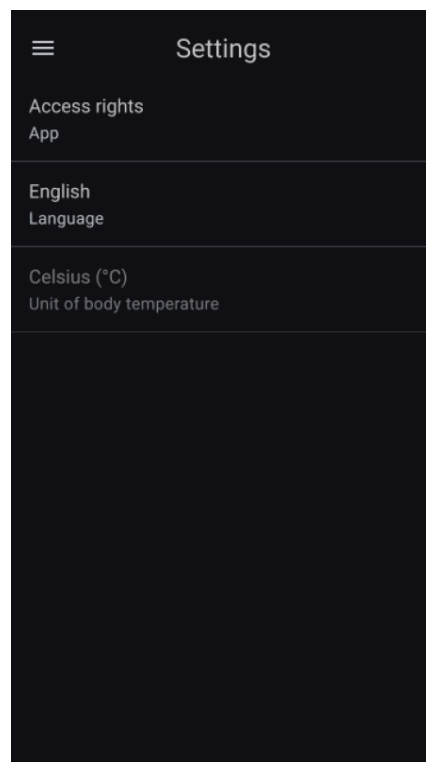 Settings
Access rights
App
English
Language
Celsius (°C)
Unit of body temperature